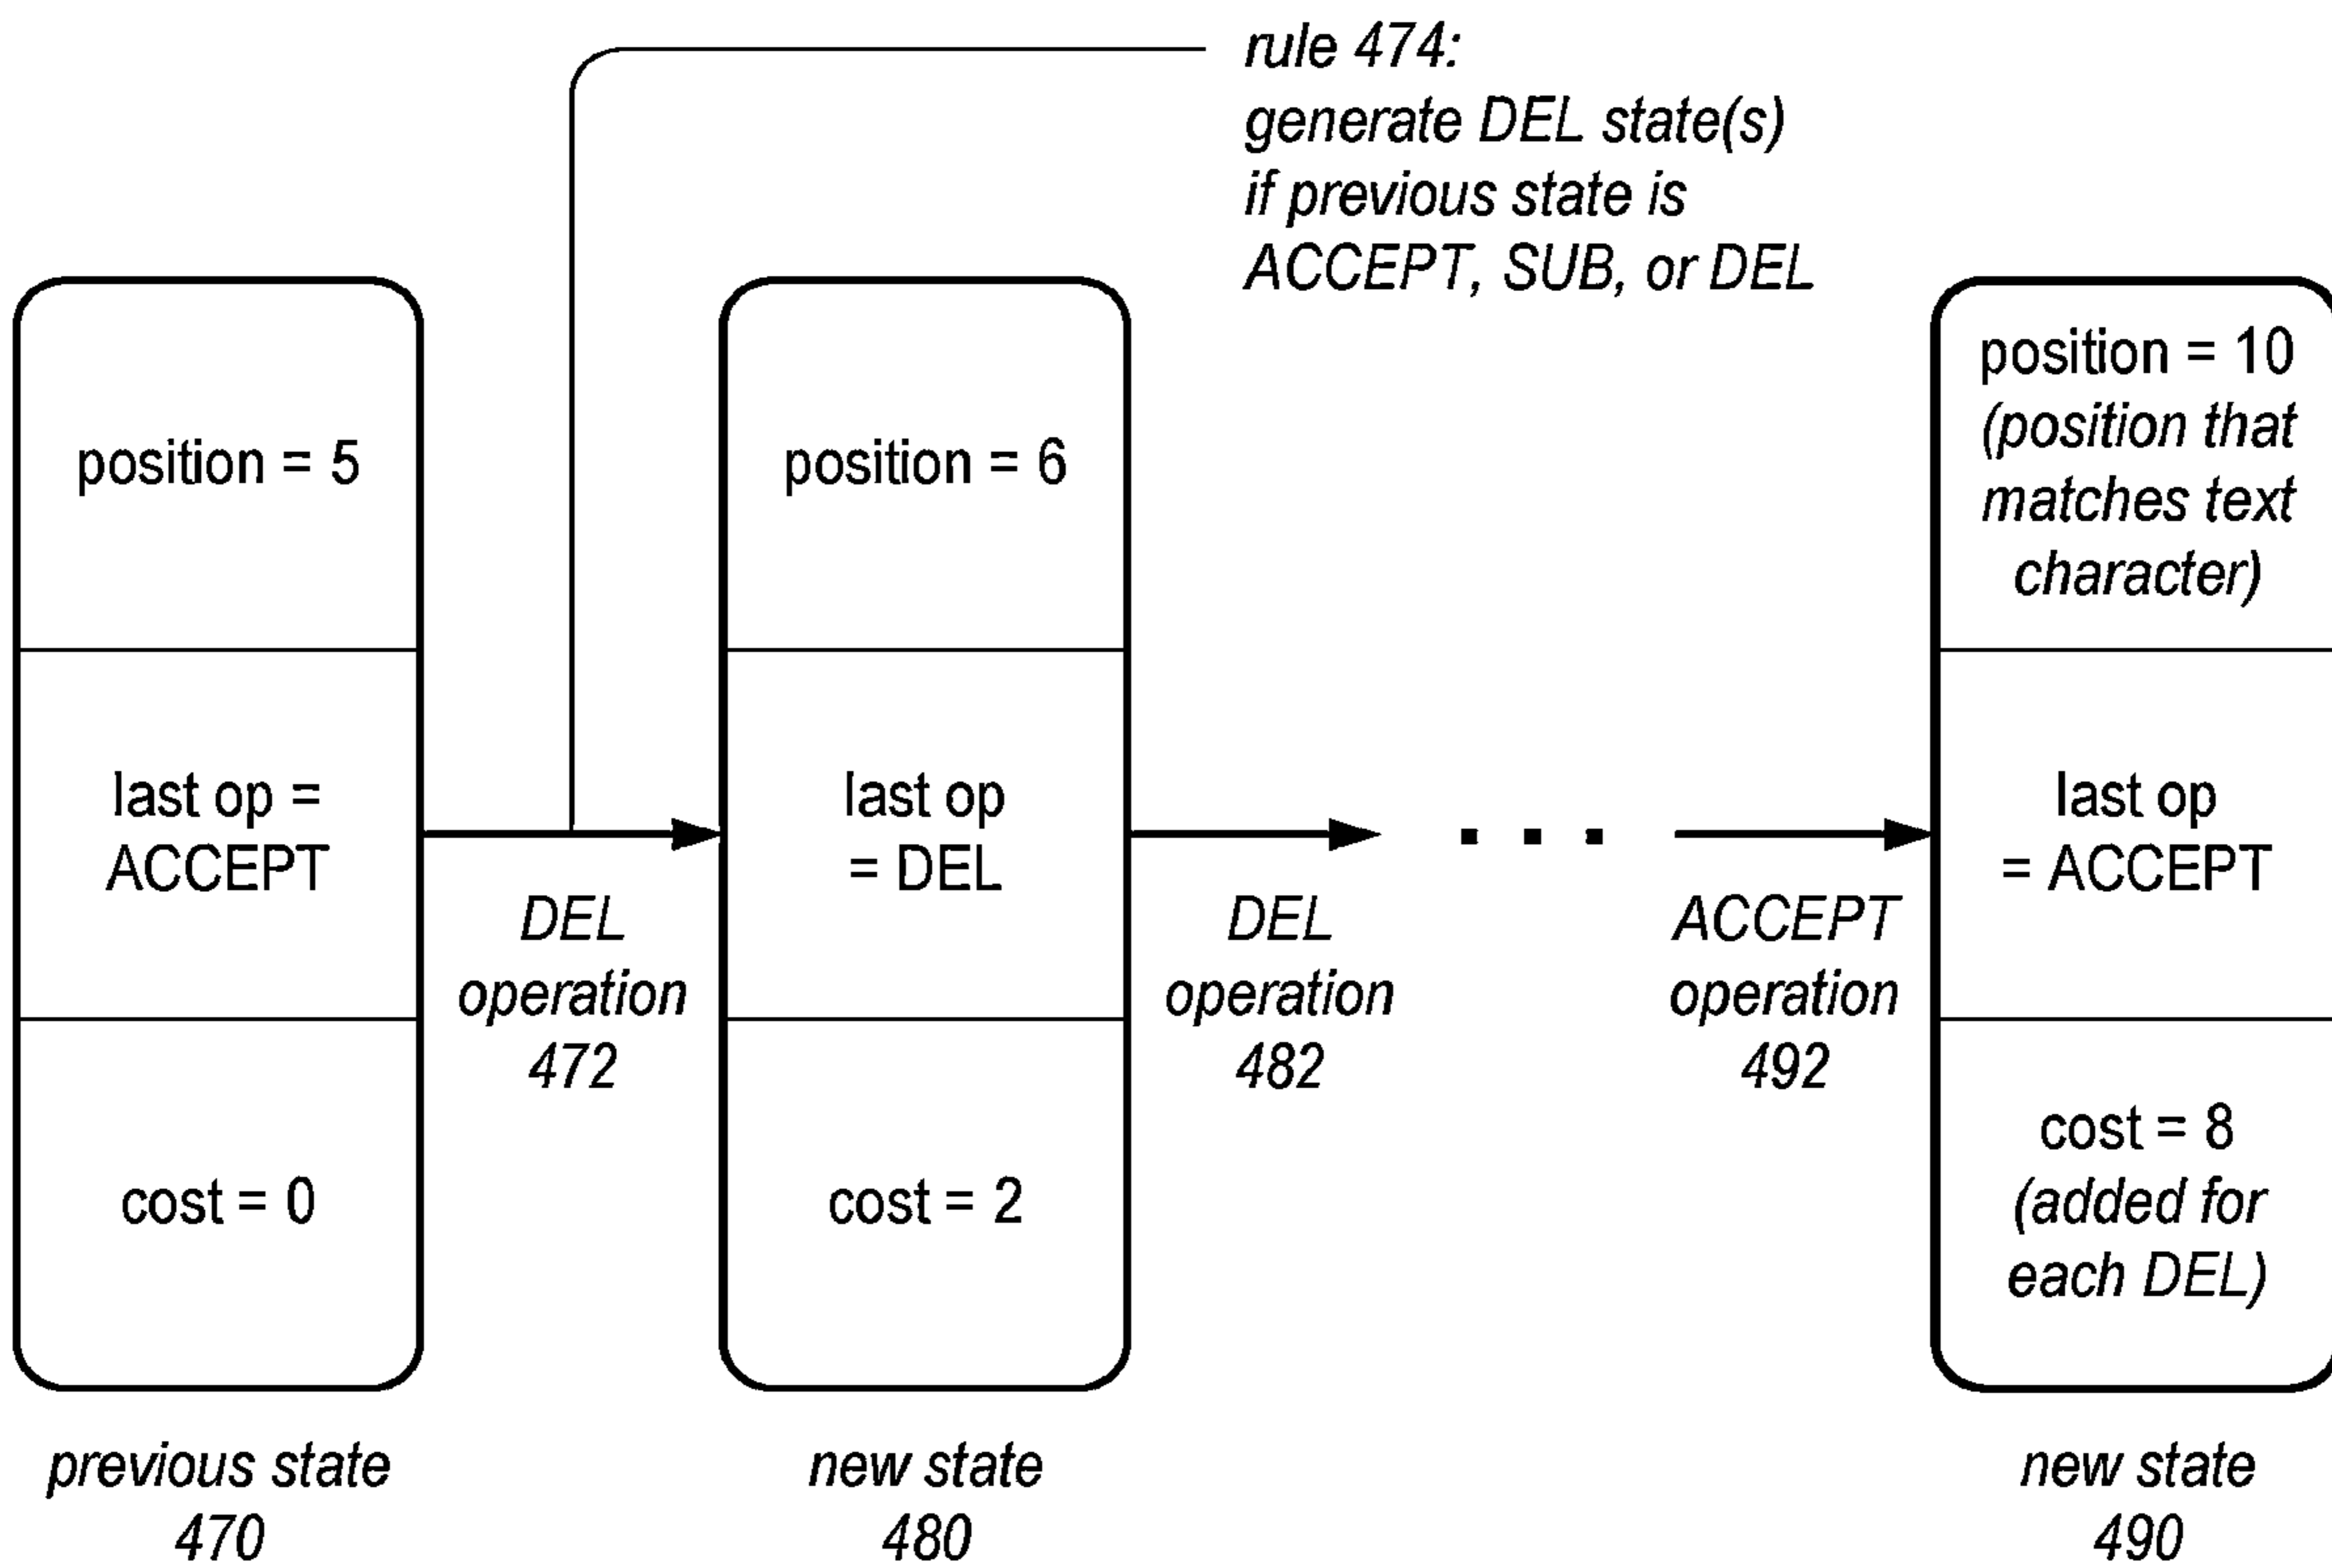 rule 474:
generate DEL state(s)
if previous state is
ACCEPT, SUB, or DEL
position = 5
last op =
ACCEPT
cost = 0
previous state
470
DEL
operation
472
position = 6
last op
= DEL
cost = 2
new state
480
DEL
operation
482
. . .
ACCEPT
operation
492
position = 10
(position that
matches text
character)
last op
= ACCEPT
cost = 8
(added for
each DEL)
new state
490